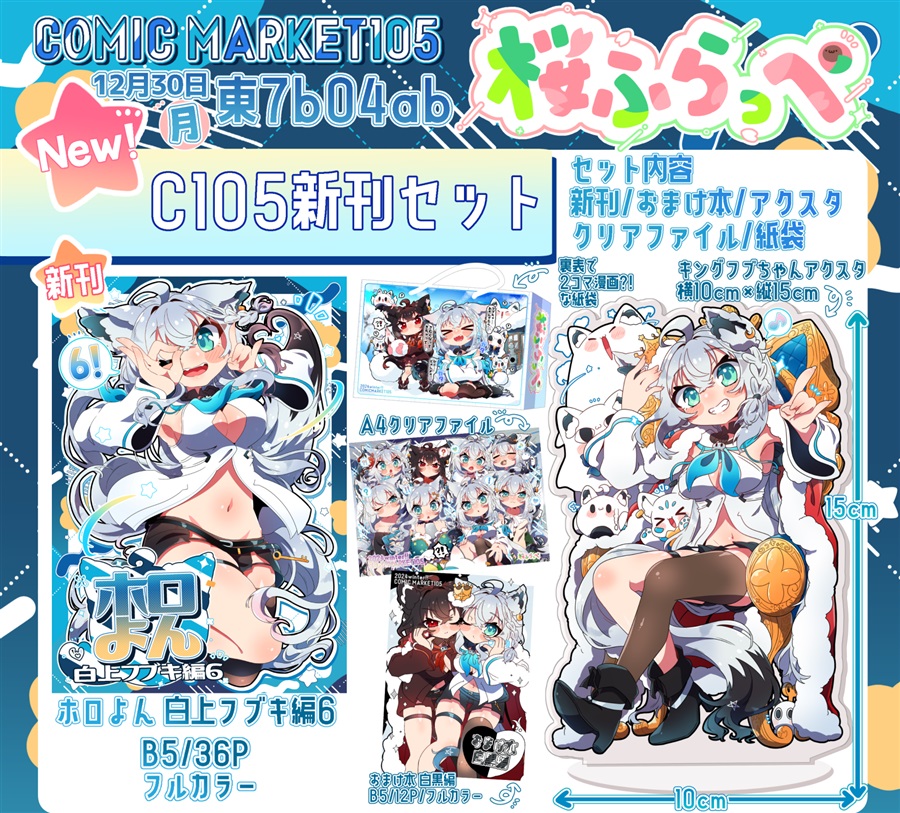 COMIC MARKET105
12月30日
月
東7b04ab
桜ふらっぺ
New!
C105新刊セット
セット内容
新刊/おまけ本/アクスタ
クリアファイル/紙袋
新刊
6!
ホロ
よん
白上フブキ編6
ホロよん 白上フブキ編6
B5/36P
フルカラー
裏表で
2コマ漫画?!
な紙袋
A4クリアファイル
2024winter
COMIC MARKET105
おまけ本 白黒編
B5/12P/フルカラー
キングフブちゃんアクスタ
横10cm×縦15cm
15cm
10cm